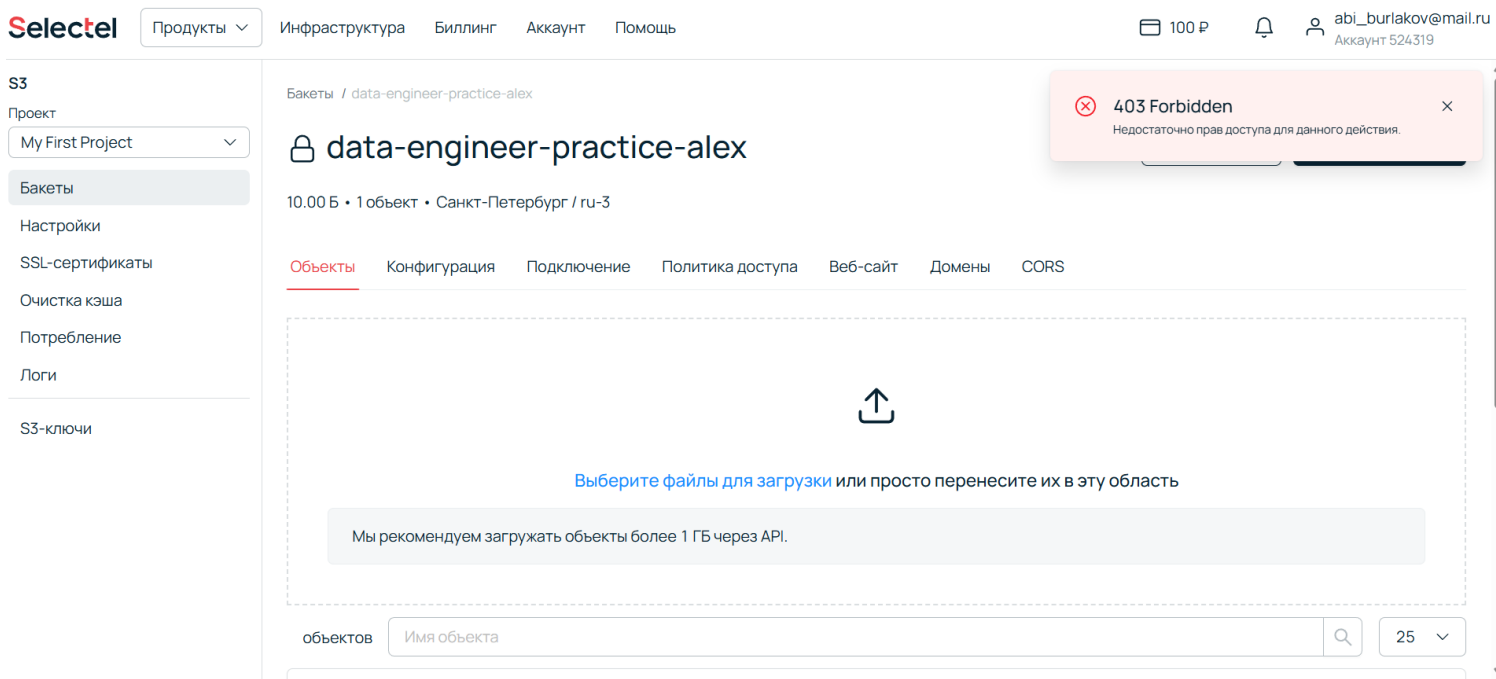 Selectel Продукты Инфраструктура Биллинг Аккаунт Помощь 100 ₽ abi_burlakov@mail.ru
Аккаунт 524319
S3
Проект
My First Project
Бакеты
Настройки
SSL-сертификаты
Очистка кэша
Потребление
Логи
S3-ключи
Бакеты / data-engineer-practice-alex
403 Forbidden
Недостаточно прав доступа для данного действия.
data-engineer-practice-alex
10.00 Б • 1 объект • Санкт-Петербург / ru-3
Объекты Конфигурация Подключение Политика доступа Веб-сайт Домены CORS
Выберите файлы для загрузки или просто перенесите их в эту область
Мы рекомендуем загружать объекты более 1 ГБ через API.
объектов Имя объекта 25